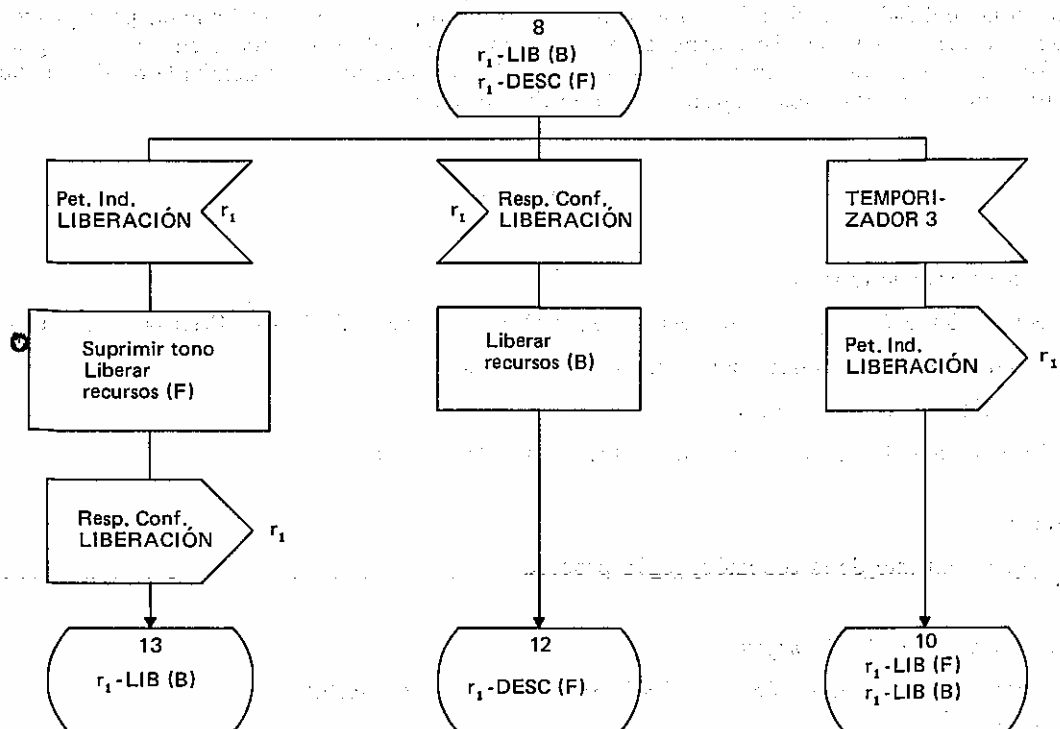 8
r₁-LIB (B)
r₁-DESC (F)
Pet. Ind.
LIBERACIÓN
r₁
Suprimir tono
Liberar
recursos (F)
Resp. Conf.
LIBERACIÓN
r₁
13
r₁-LIB (B)
r₁
Resp. Conf.
LIBERACIÓN
Liberar
recursos (B)
12
r₁-DESC (F)
TEMPORI-
ZADOR 3
Pet. Ind.
LIBERACIÓN
r₁
10
r₁-LIB (F)
r₁-LIB (B)